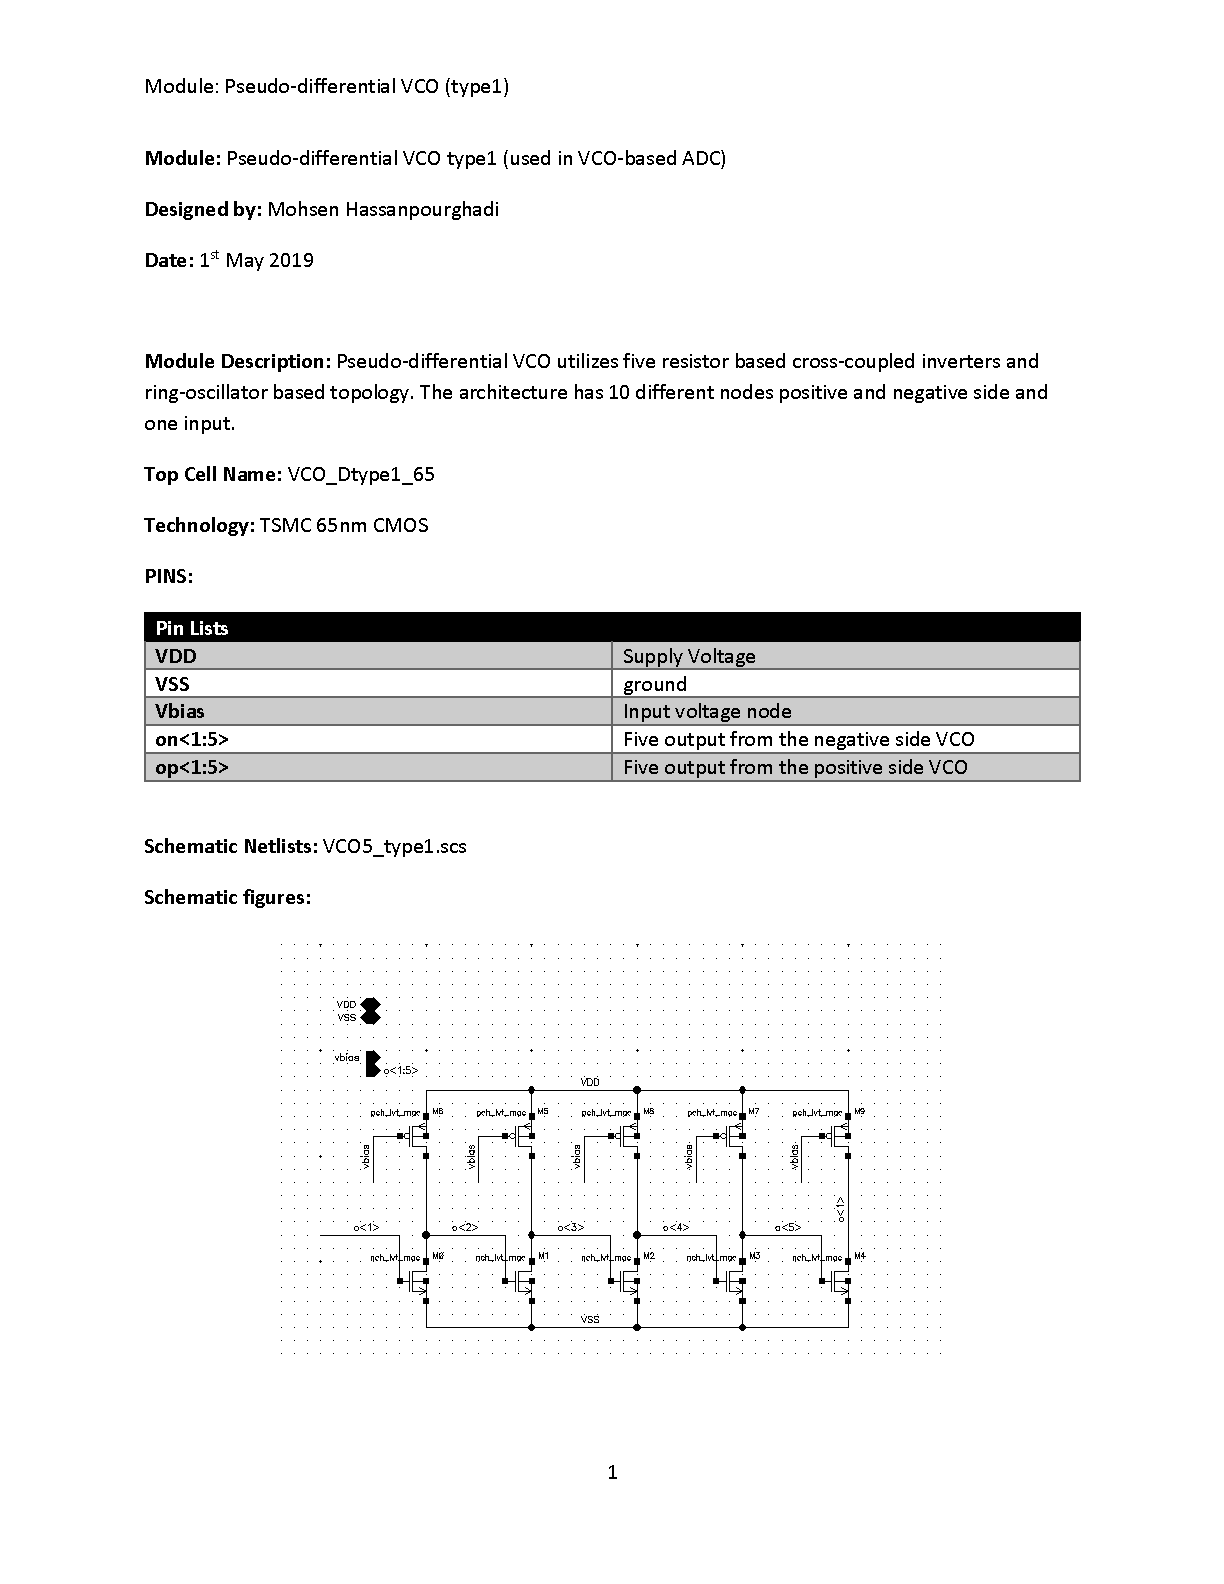 Module: Pseudo-differential VCO (type1)
Module: Pseudo-differential VCO type1 (used in VCO-based ADC)
Designed by: Mohsen Hassanpourghadi
Date: 1st May 2019
Module Description: Pseudo-differential VCO utilizes five resistor based cross-coupled inverters and
ring-oscillator based topology. The architecture has 10 different nodes positive and negative side and
one input.
Top Cell Name: VCO_Dtype1_65
Technology: TSMC 65nm CMOS
PINS:
Pin Lists
VDD Supply Voltage
VSS ground
Vbias Input voltage node
on<1:5> Five output from the negative side VCO
op<1:5> Five output from the positive side VCO
Schematic Netlists: VCO5_type1.scs
Schematic figures:
VDD
VSS
vbias
o<1:5>
VDD
pch_lvt_mac pch_lvt_mac M5 pch_lvt_mac pch_lvt_mac M7 pch_lvt_mac M9
vbias vbias vbias vbias vbias
o<1>
o<1> o<2> o<3> o<4> o<5>
nch_lvt_mac M0 nch_lvt_mac M1 nch_lvt_mac M2 nch_lvt_mac M3 nch_lvt_mac M4
VSS
1